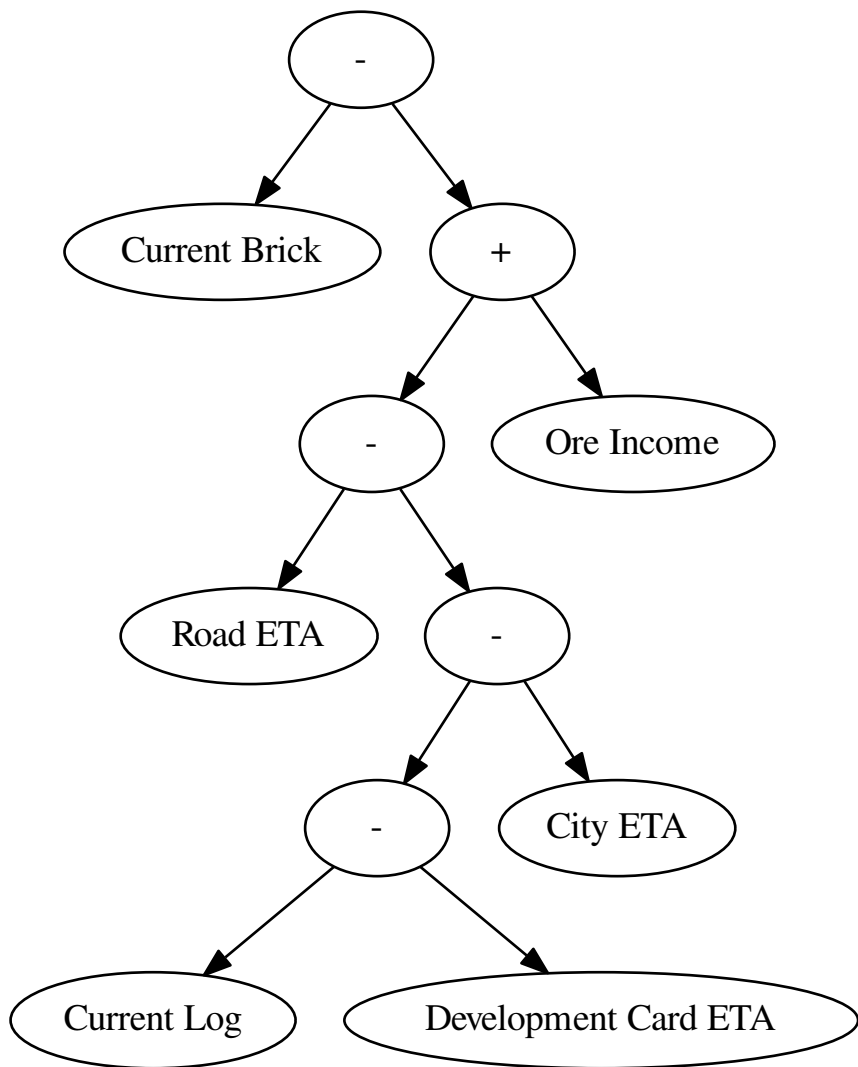 -
Current Brick
+
-
Ore Income
Road ETA
-
-
City ETA
Current Log
Development Card ETA